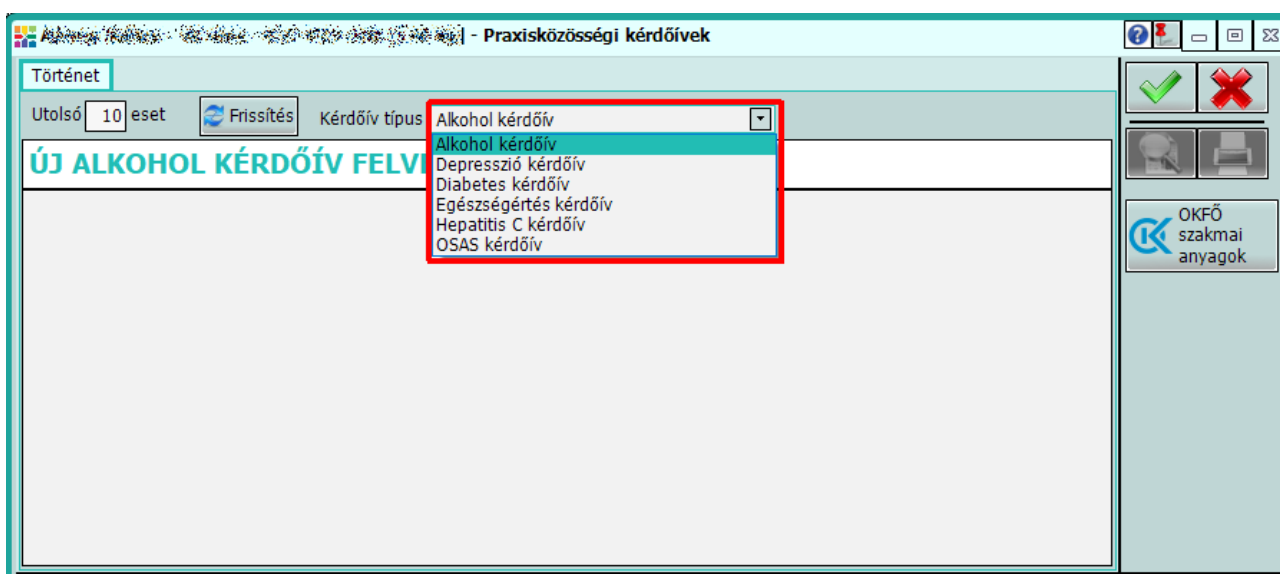 - Praxisközösségi kérdőívek
Történet
Utolsó 10 eset Frissítés Kérdőív típus Alkohol kérdőív
Alkohol kérdőív
Depresszió kérdőív
Diabetes kérdőív
Egészségértés kérdőív
Hepatitis C kérdőív
OSAS kérdőív
ÚJ ALKOHOL KÉRDŐÍV
OKFŐ
szakmai
anyagok